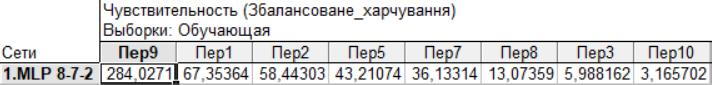 Чувствительность (Збалансоване_харчування)
Выборки: Обучающая
Сети Пер9 Пер1 Пер2 Пер5 Пер7 Пер8 Пер3 Пер10
1.MLP 8-7-2 284,0271 67,35364 58,44303 43,21074 36,13314 13,07359 5,988162 3,165702